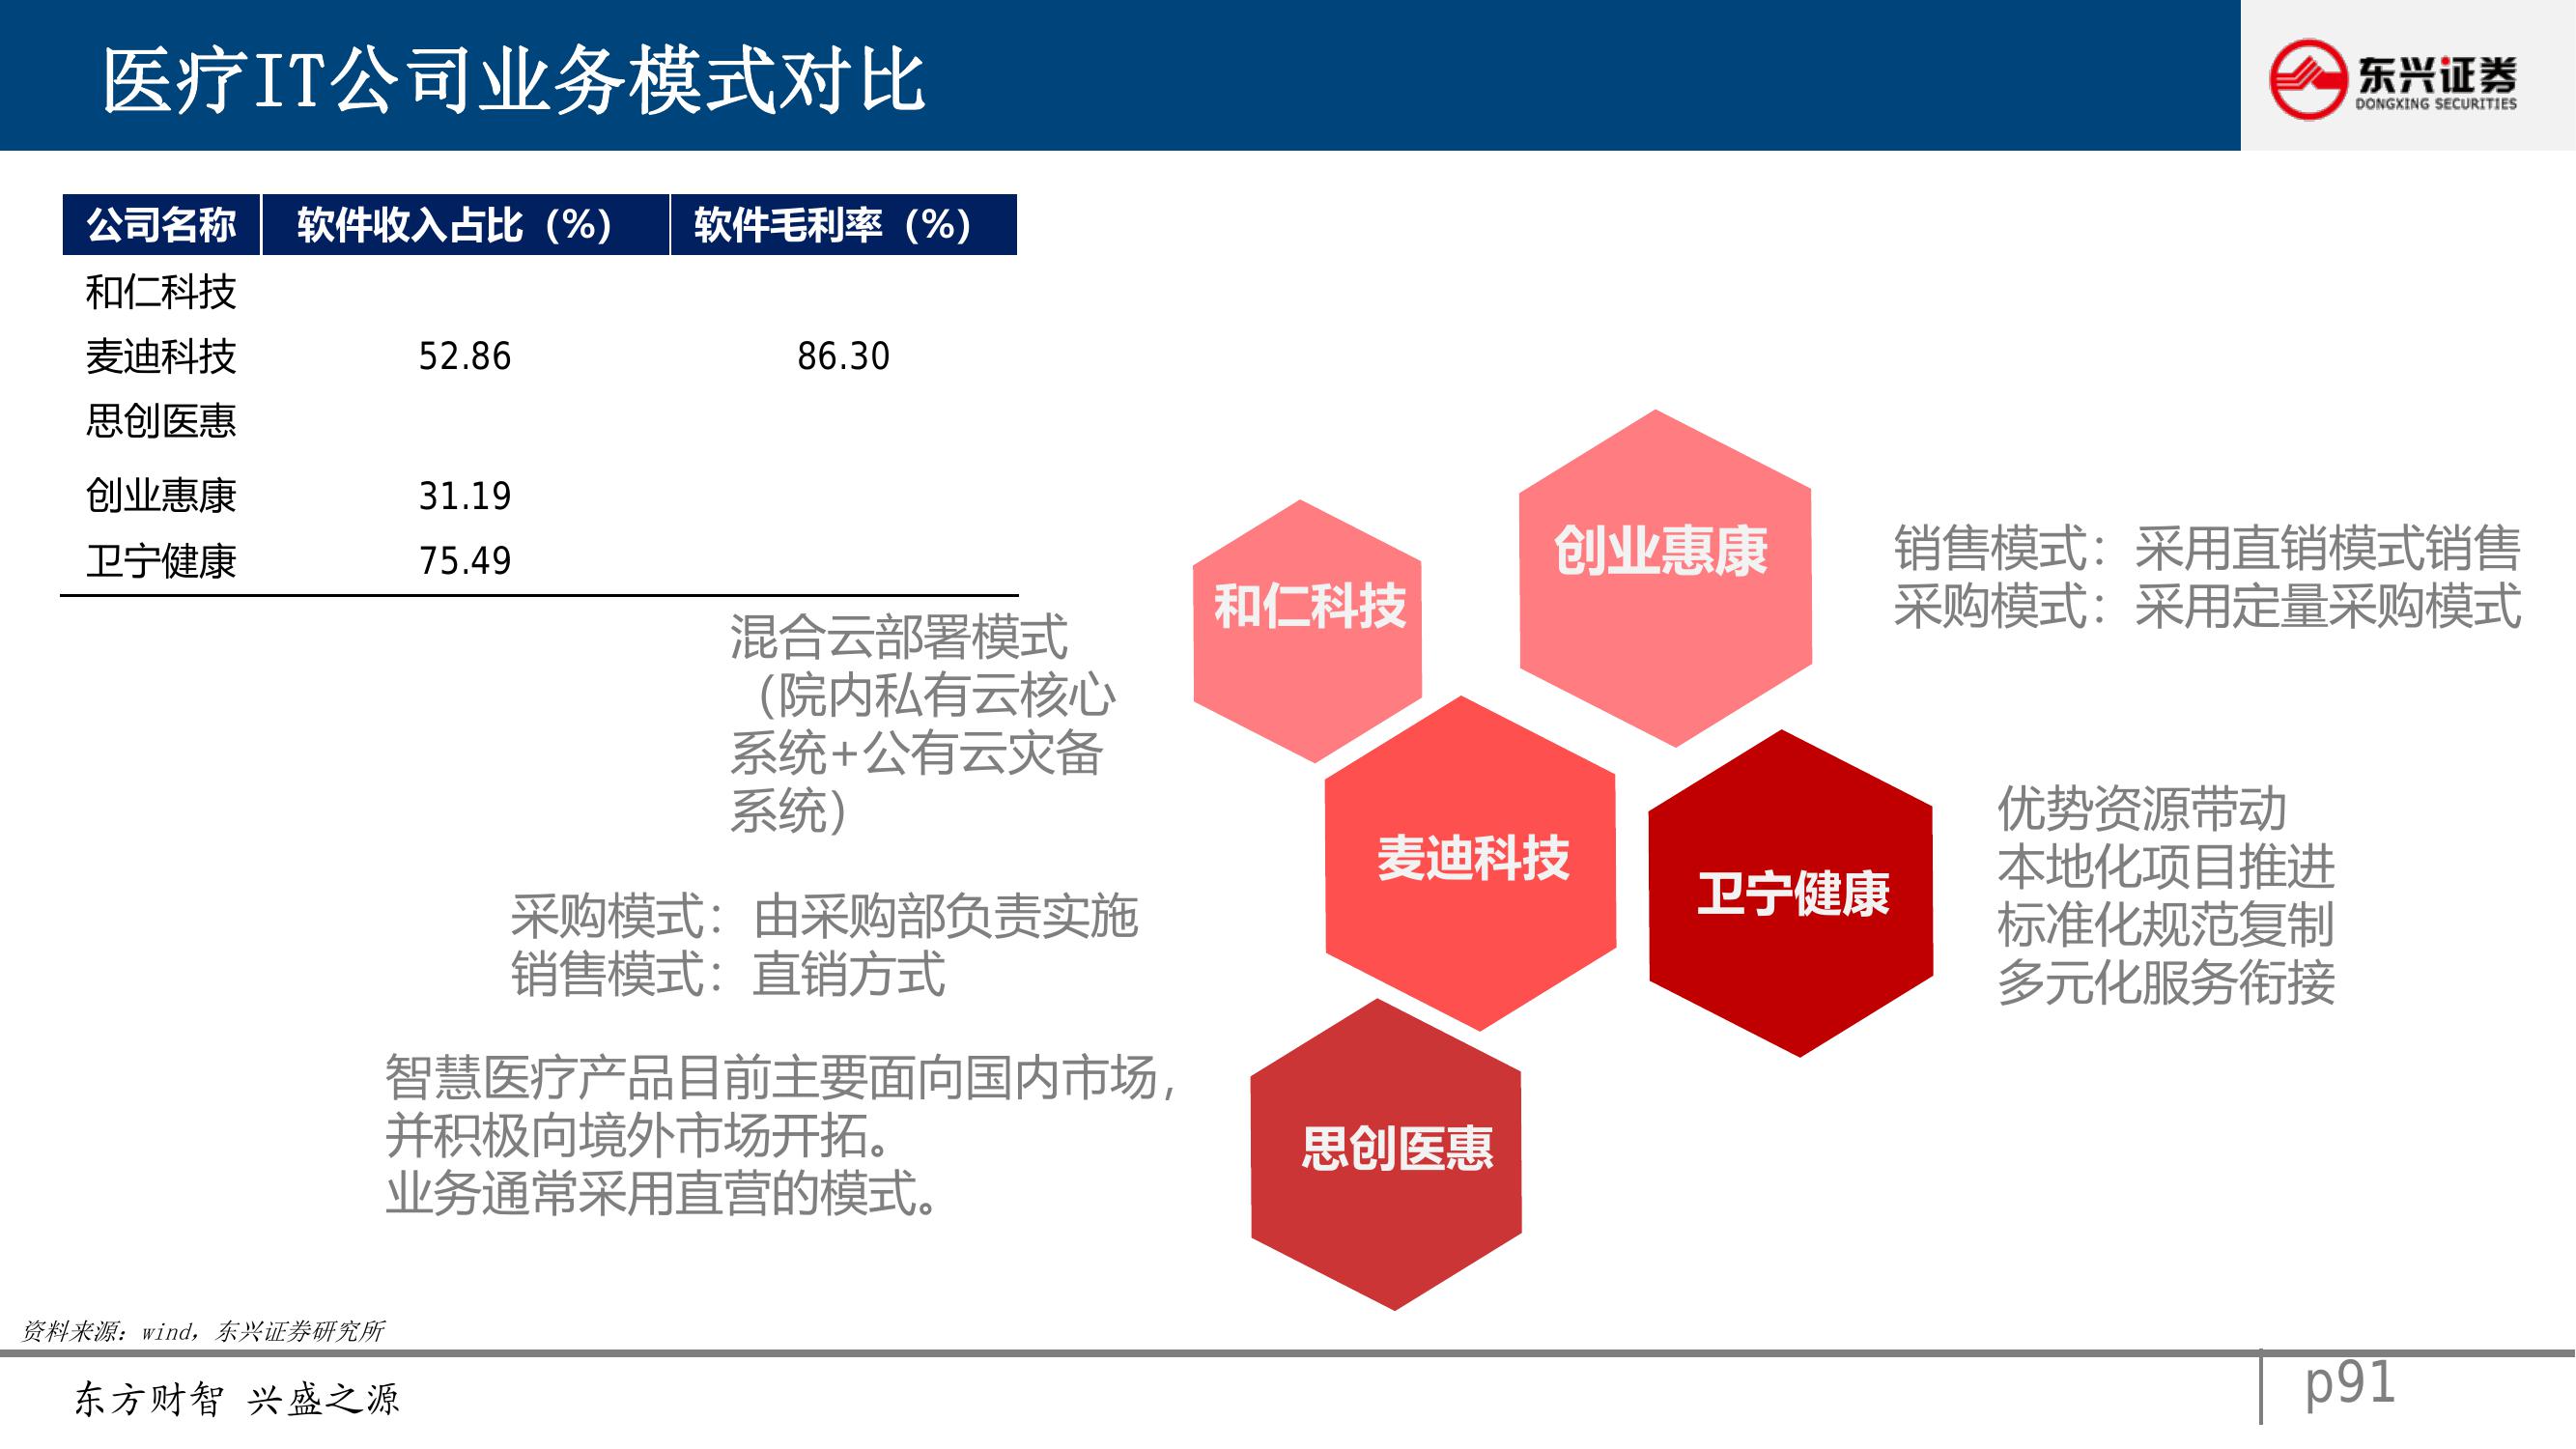 医疗IT公司业务模式对比
东兴证券
DONGXING SECURITIES
公司名称 软件收入占比（%） 软件毛利率（%）
和仁科技
麦迪科技 52.86 86.30
思创医惠
创业惠康 31.19
卫宁健康 75.49
混合云部署模式
（院内私有云核心
系统+公有云灾备
系统）
采购模式：由采购部负责实施
销售模式：直销方式
智慧医疗产品目前主要面向国内市场，
并积极向境外市场开拓。
业务通常采用直营的模式。
和仁科技
创业惠康
麦迪科技
卫宁健康
思创医惠
销售模式：采用直销模式销售
采购模式：采用定量采购模式
优势资源带动
本地化项目推进
标准化规范复制
多元化服务衔接
资料来源：wind，东兴证券研究所
东方财智 兴盛之源
p91